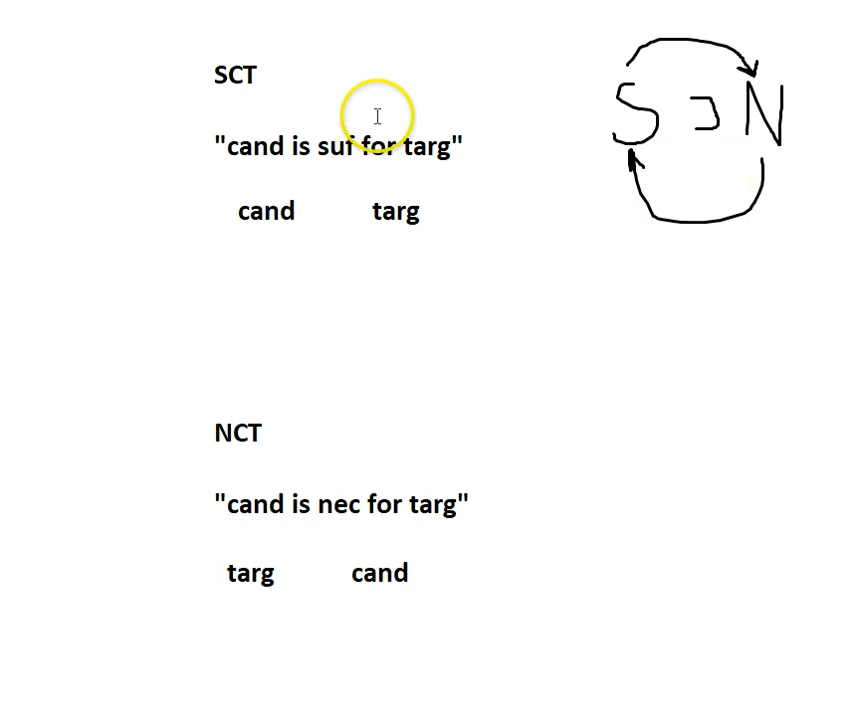 SCT
"cand is suf for targ"
cand targ
S ⊃ N
NCT
"cand is nec for targ"
targ cand